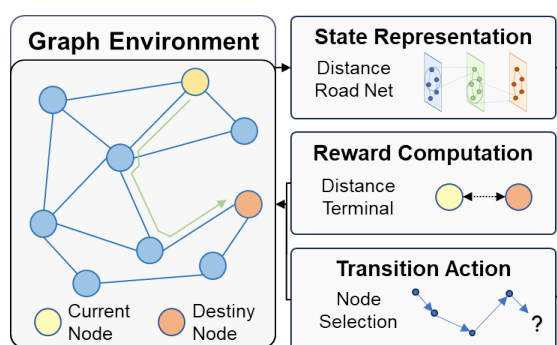 Graph Environment
Current
Node
Destiny
Node
State Representation
Distance
Road Net
Reward Computation
Distance
Terminal
Transition Action
Node
Selection
?